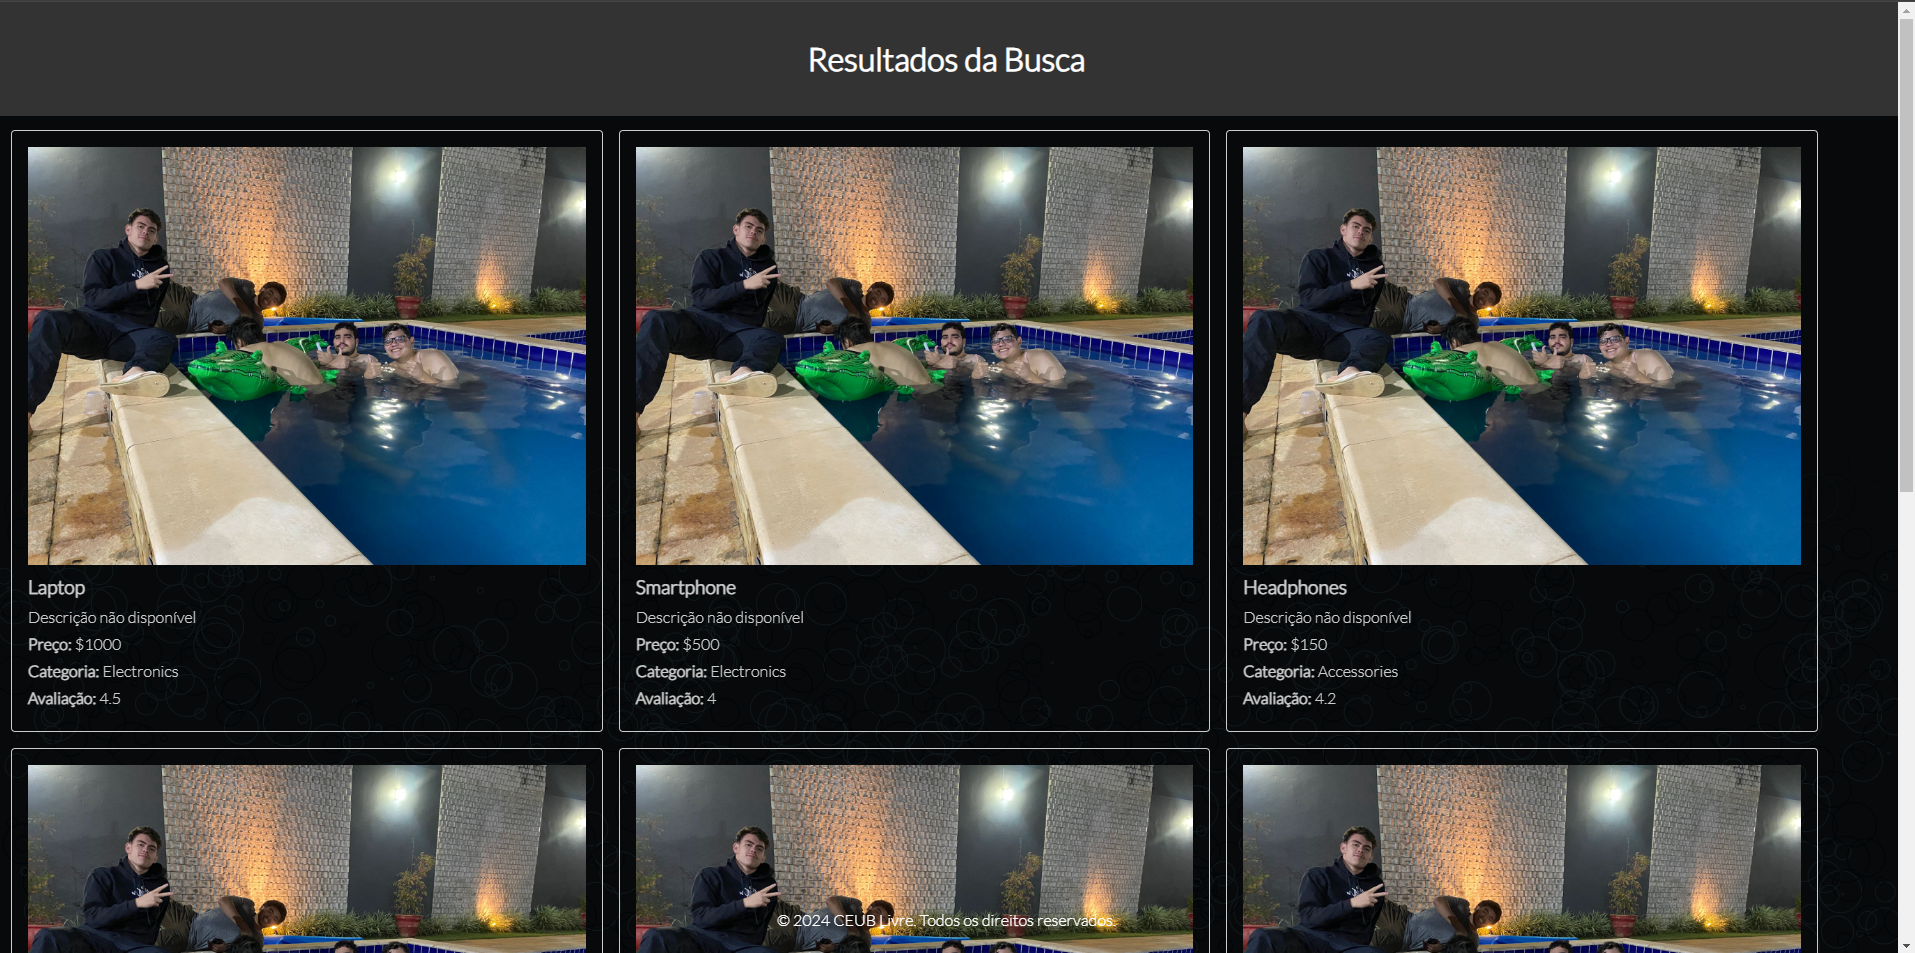 Resultados da Busca
Laptop
Descrição não disponível
Preço: $1000
Categoria: Electronics
Avaliação: 4.5
Smartphone
Descrição não disponível
Preço: $500
Categoria: Electronics
Avaliação: 4
Headphones
Descrição não disponível
Preço: $150
Categoria: Accessories
Avaliação: 4.2
© 2024 CEUB Livre. Todos os direitos reservados.